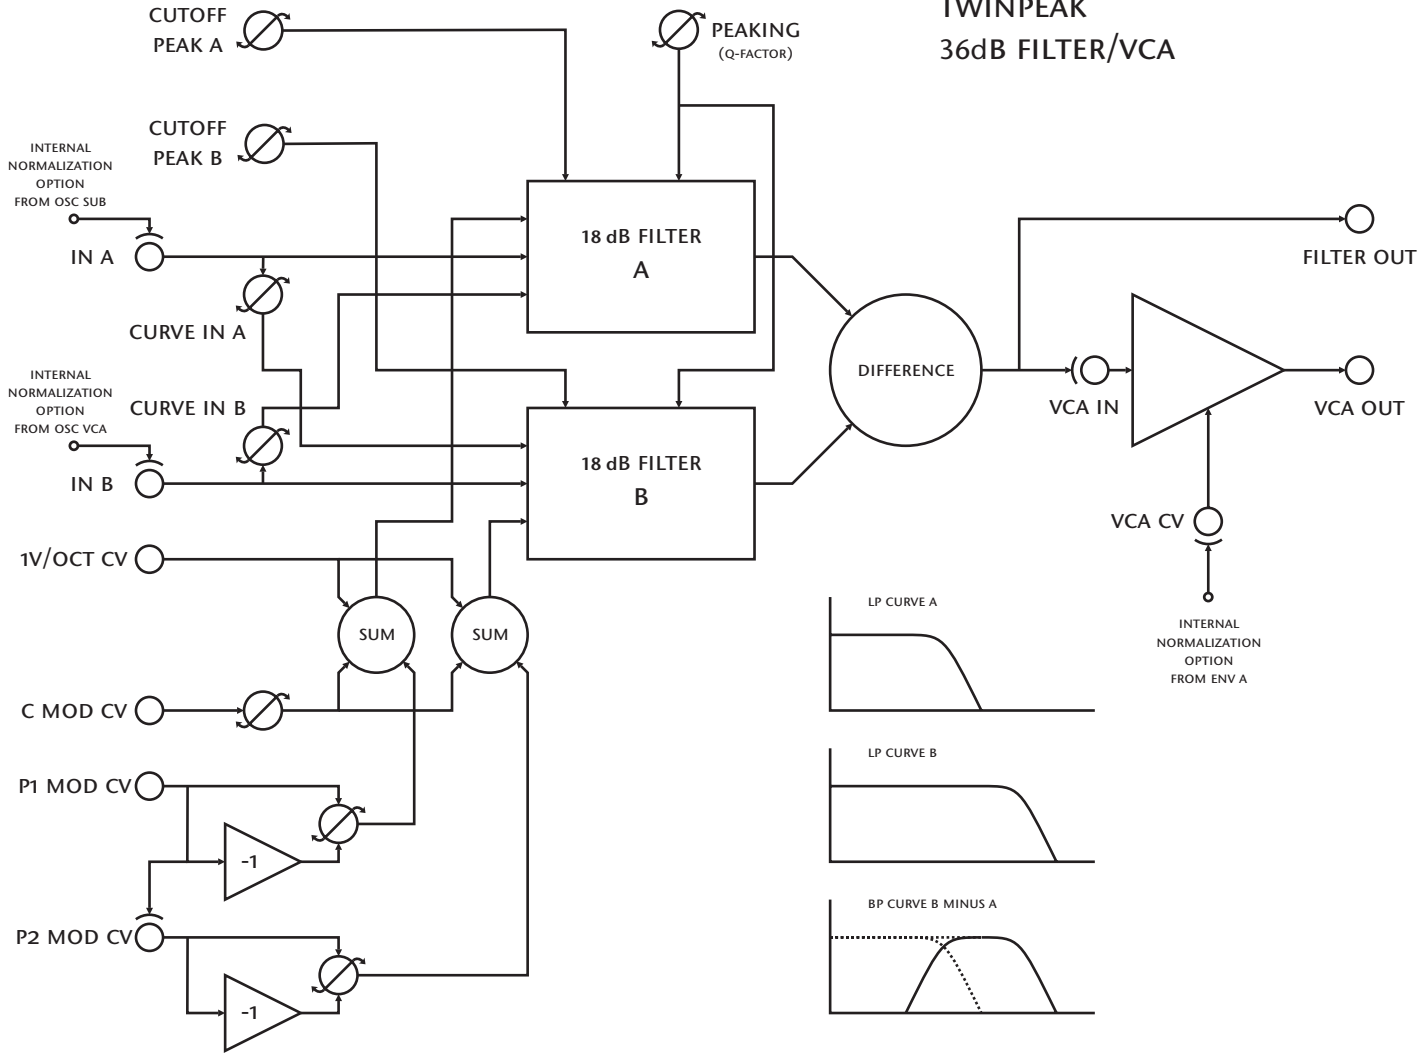 TWINPEAK
36dB FILTER/VCA
CUTOFF
PEAK A
PEAKING
(Q-FACTOR)
CUTOFF
PEAK B
INTERNAL
NORMALIZATION
OPTION
FROM OSC SUB
IN A
CURVE IN A
18 dB FILTER
A
FILTER OUT
INTERNAL
NORMALIZATION
OPTION
FROM OSC VCA
CURVE IN B
IN B
18 dB FILTER
B
DIFFERENCE
VCA IN
VCA OUT
VCA CV
INTERNAL
NORMALIZATION
OPTION
FROM ENV A
1V/OCT CV
SUM
SUM
C MOD CV
P1 MOD CV
-1
P2 MOD CV
-1
LP CURVE A
LP CURVE B
BP CURVE B MINUS A